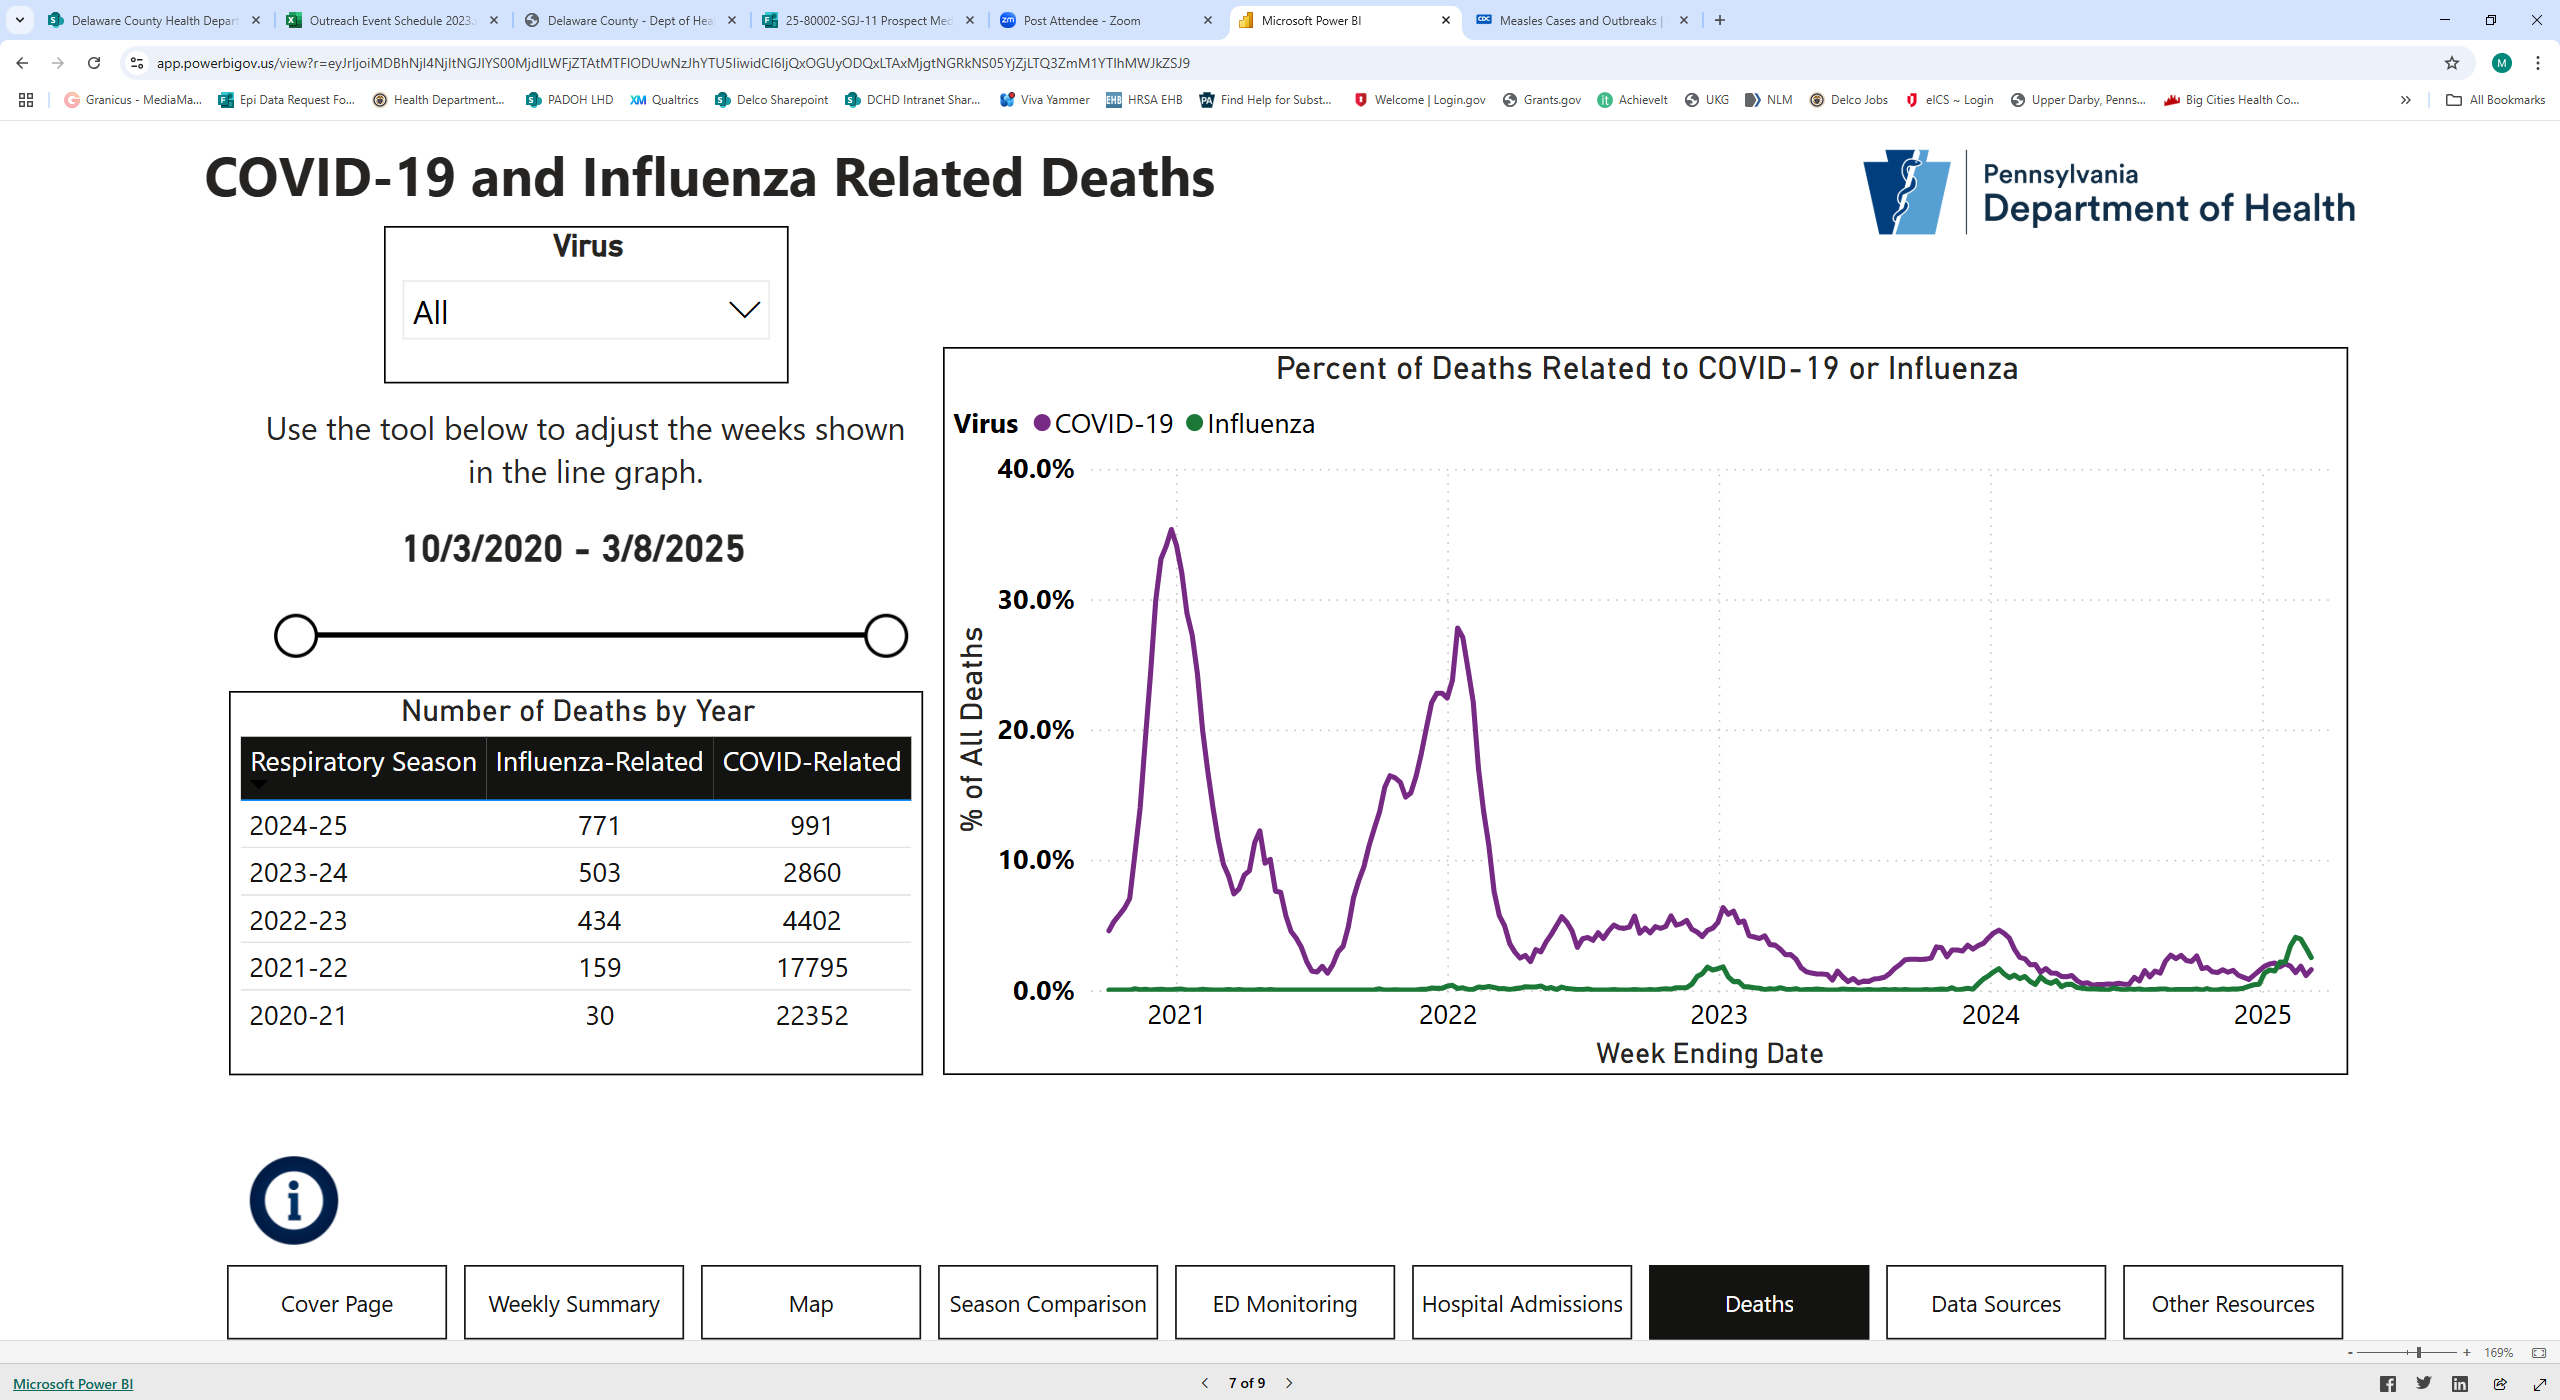 Delaware County Health Depar
Outreach Event Schedule 2023.
Delaware County - Dept of Heal
25-80002-SGJ-11 Prospect Med
Post Attendee - Zoom
Microsoft Power BI
Measles Cases and Outbreaks |
Granicus - MediaMa...
Epi Data Request Fo...
Health Department...
PADOH LHD
Qualtrics
Delco Sharepoint
DCHD Intranet Shar...
Viva Yammer
HRSA EHB
Find Help for Subst...
Welcome | Login.gov
Grants.gov
AchieveIt
UKG
NLM
Delco Jobs
eICS ~ Login
Upper Darby, Penns...
Big Cities Health Co...
All Bookmarks
COVID-19 and Influenza Related Deaths
Pennsylvania
Department of Health
Virus
All
Use the tool below to adjust the weeks shown
in the line graph.
10/3/2020 - 3/8/2025
Number of Deaths by Year
Respiratory Season Influenza-Related COVID-Related
2024-25 771 991
2023-24 503 2860
2022-23 434 4402
2021-22 159 17795
2020-21 30 22352
Percent of Deaths Related to COVID-19 or Influenza
Virus COVID-19 Influenza
40.0%
30.0%
20.0%
10.0%
0.0%
% of All Deaths
2021 2022 2023 2024 2025
Week Ending Date
Cover Page
Weekly Summary
Map
Season Comparison
ED Monitoring
Hospital Admissions
Deaths
Data Sources
Other Resources
- + 169%
Microsoft Power BI
7 of 9